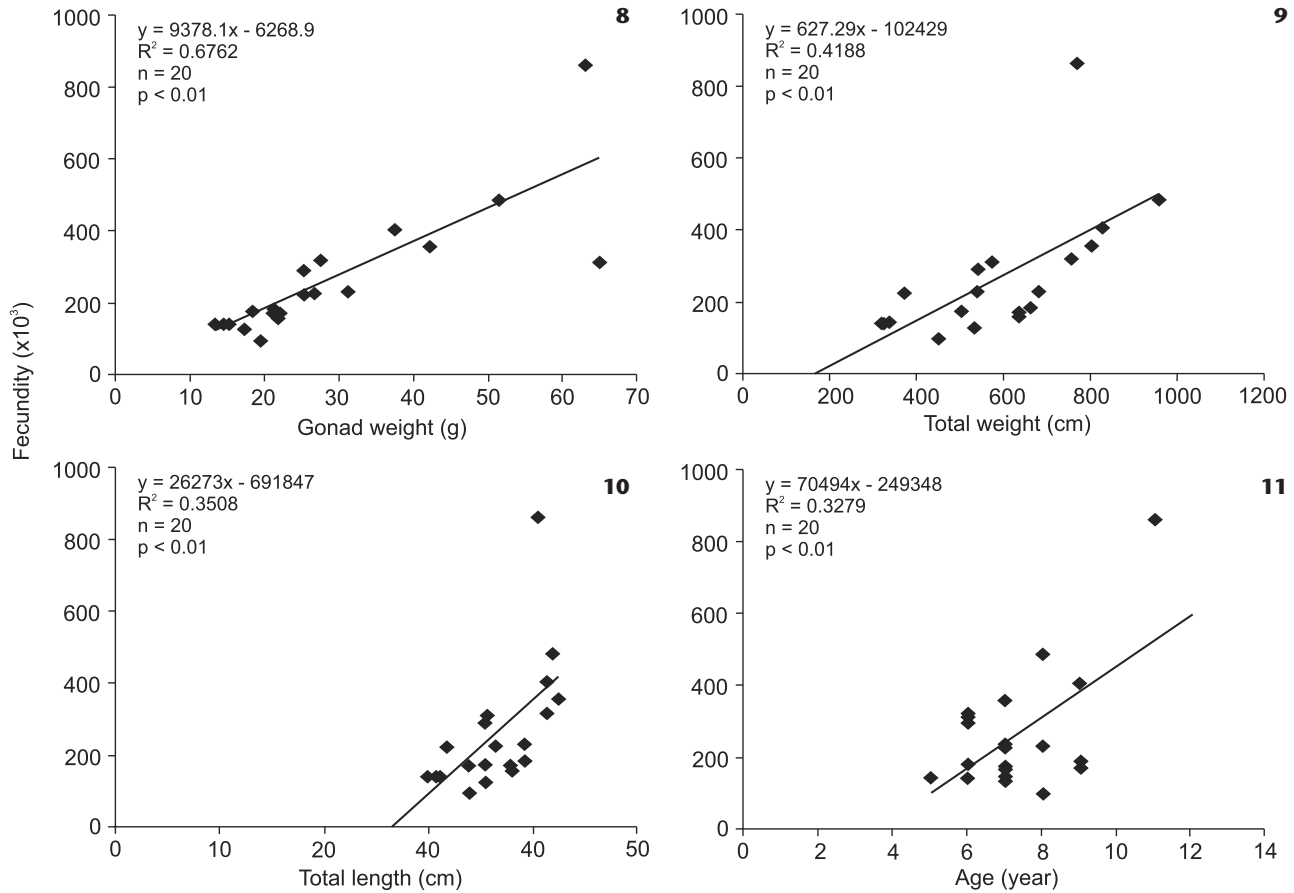 Fecundity (x10³)
8
y = 9378.1x - 6268.9
R² = 0.6762
n = 20
p < 0.01
1000
800
600
400
200
0
0 10 20 30 40 50 60 70
Gonad weight (g)
9
y = 627.29x - 102429
R² = 0.4188
n = 20
p < 0.01
1000
800
600
400
200
0
0 200 400 600 800 1000 1200
Total weight (cm)
10
y = 26273x - 691847
R² = 0.3508
n = 20
p < 0.01
1000
800
600
400
200
0
0 10 20 40 40 50
Total length (cm)
11
y = 70494x - 249348
R² = 0.3279
n = 20
p < 0.01
1000
800
600
400
200
0
0 2 4 6 8 10 12 14
Age (year)